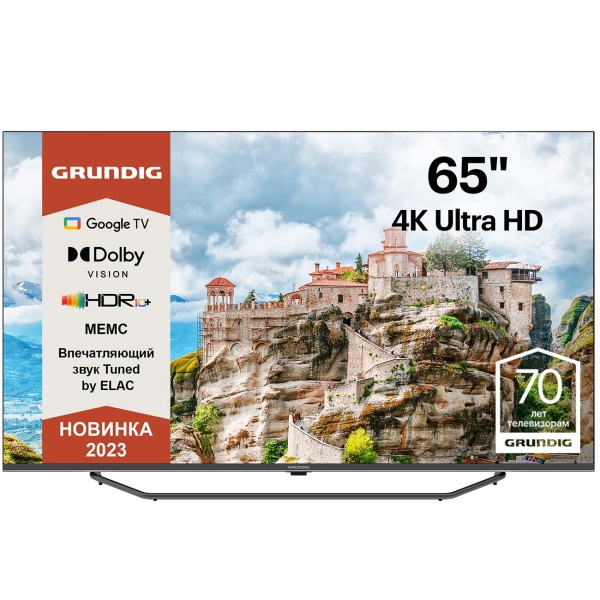 GRUNDIG
Google TV
Dolby
VISION
HDR10+
MEMC
Впечатляющий
звук Tuned
by ELAC
НОВИНКА
2023
65"
4K Ultra HD
70
лет
телевизорам
GRUNDIG
GRUNDIG